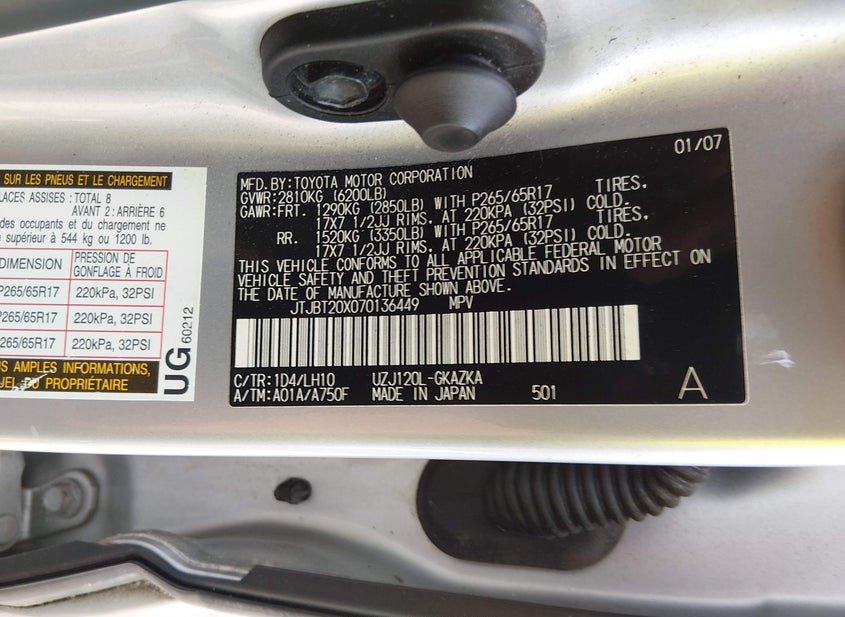 SUR LES PNEUS ET LE CHARGEMENT
PLACES ASSISES : TOTAL 8
AVANT 2 : ARRIÈRE 6
des occupants et du chargement ne
supérieur à 544 kg ou 1200 lb.
DIMENSION PRESSION DE GONFLAGE À FROID
P265/65R17 220kPa, 32PSI
P265/65R17 220kPa, 32PSI
P265/65R17 220kPa, 32PSI
US AMPLES INFORMATIONS,
UEL DU PROPRIÉTAIRE
UG 60212
01/07
MFD.BY:TOYOTA MOTOR CORPORATION
GVWR:2810KG (6200LB)
GAWR:FRT. 1290KG (2850LB) WITH P265/65R17 TIRES.
17X7 1/2JJ RIMS. AT 220KPA (32PSI) COLD.
RR. 1520KG (3350LB) WITH P265/65R17 TIRES.
17X7 1/2JJ RIMS. AT 220KPA (32PSI) COLD.
THIS VEHICLE CONFORMS TO ALL APPLICABLE FEDERAL MOTOR
VEHICLE SAFETY AND THEFT PREVENTION STANDARDS IN EFFECT ON
THE DATE OF MANUFACTURE SHOWN ABOVE.
JTJBT20X070136449 MPV
C/TR:1D4/LH10 UZJ120L-GKAZKA
A/TM:A01A/A750F MADE IN JAPAN 501
A